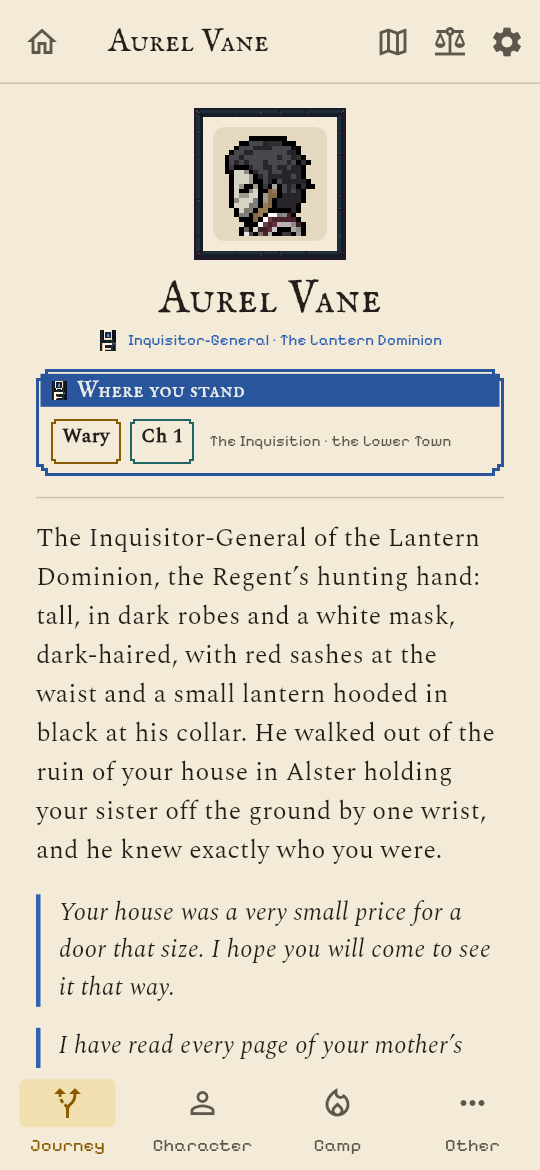 Aurel Vane
Aurel Vane
Inquisitor-General · The Lantern Dominion
Where you stand
Wary
Ch 1
The Inquisition · the Lower Town
The Inquisitor-General of the Lantern
Dominion, the Regent’s hunting hand:
tall, in dark robes and a white mask,
dark-haired, with red sashes at the
waist and a small lantern hooded in
black at his collar. He walked out of the
ruin of your house in Alster holding
your sister off the ground by one wrist,
and he knew exactly who you were.
Your house was a very small price for a
door that size. I hope you will come to see
it that way.
I have read every page of your mother’s
Journey
Character
Camp
Other